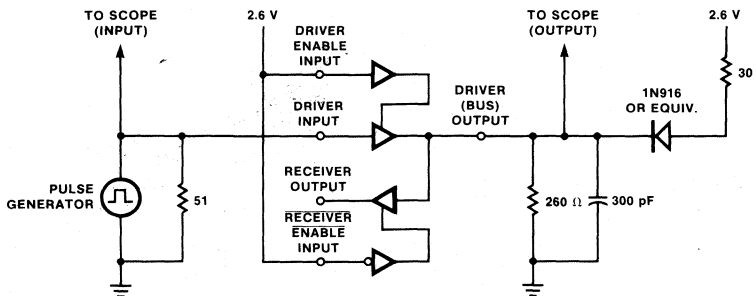 TO SCOPE
(INPUT)
2.6 V
DRIVER
ENABLE
INPUT
DRIVER
INPUT
RECEIVER
OUTPUT
RECEIVER
ENABLE
INPUT
PULSE
GENERATOR
51
DRIVER
(BUS)
OUTPUT
TO SCOPE
(OUTPUT)
2.6 V
30
1N916
OR EQUIV.
260 Ω
300 pF